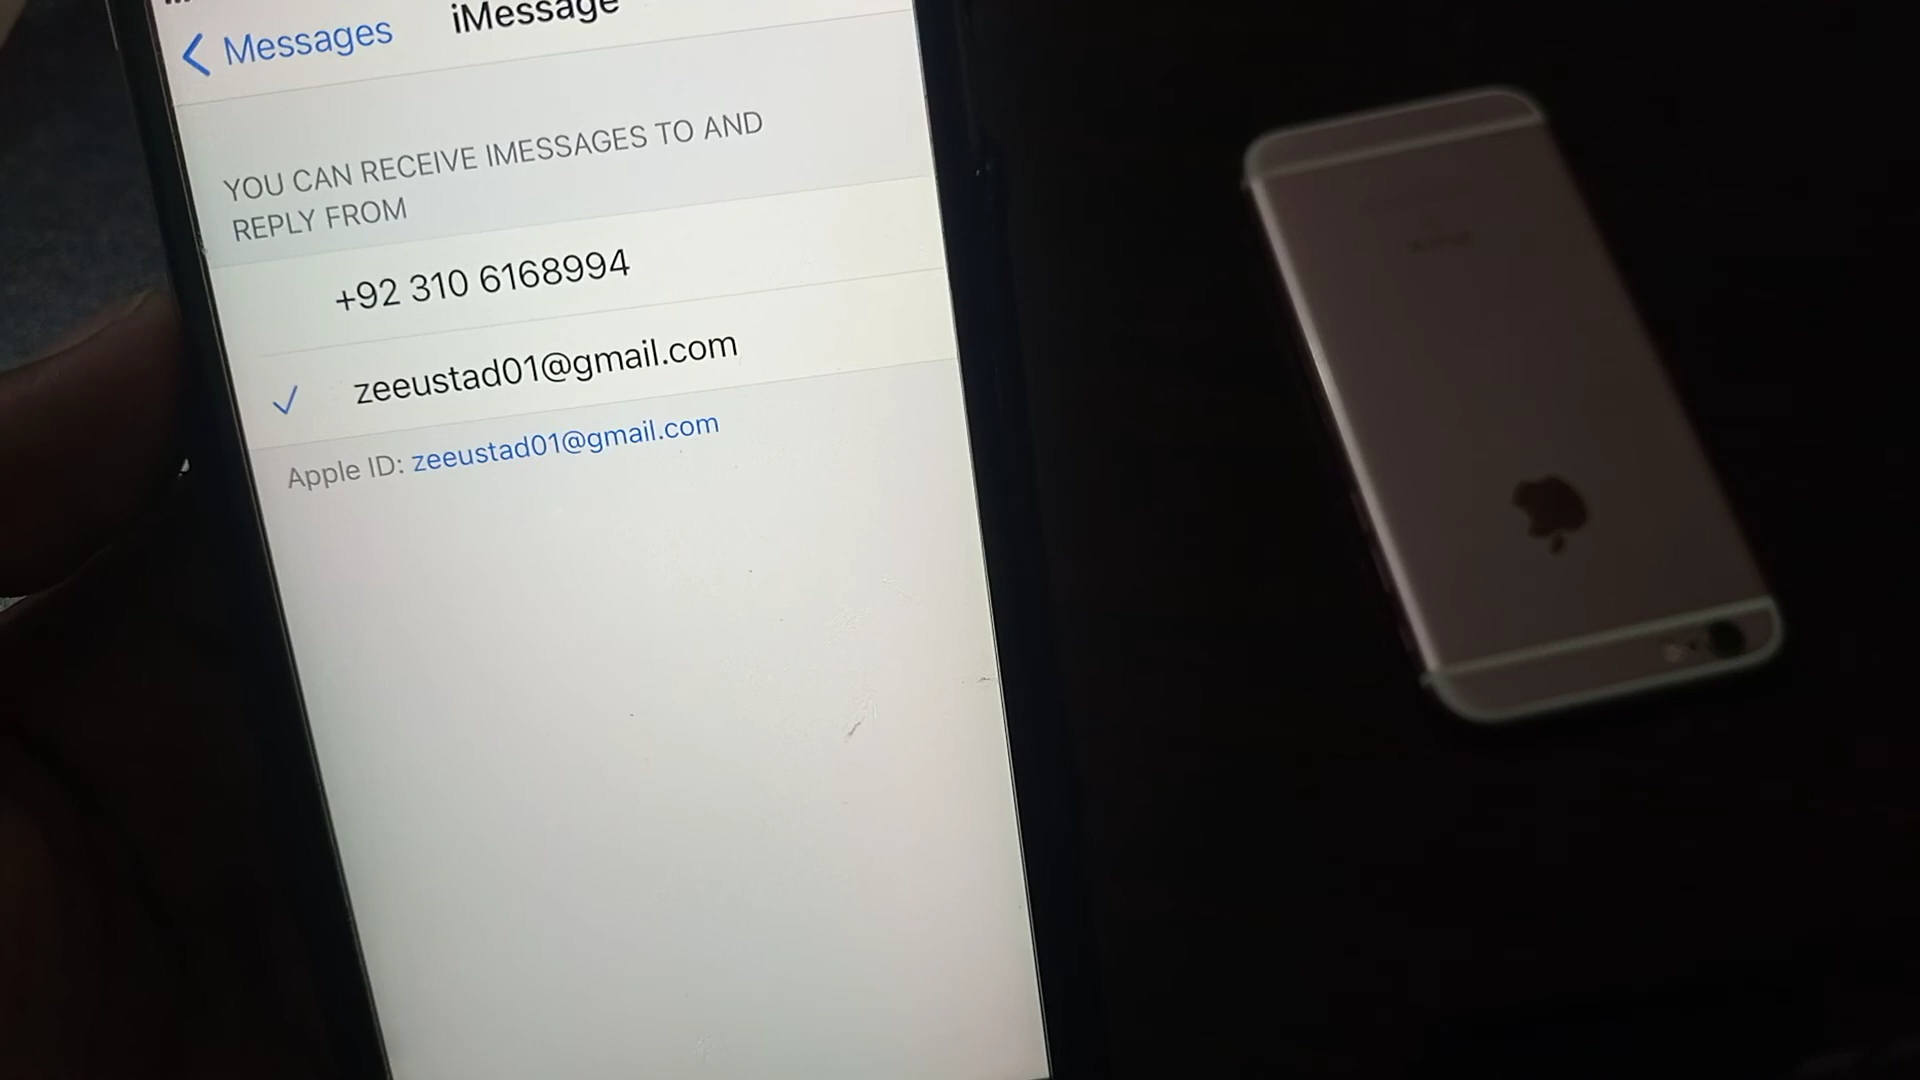 Messages
iMessage
YOU CAN RECEIVE IMESSAGES TO AND
REPLY FROM
+92 310 6168994
✓ zeeustad01@gmail.com
Apple ID: zeeustad01@gmail.com